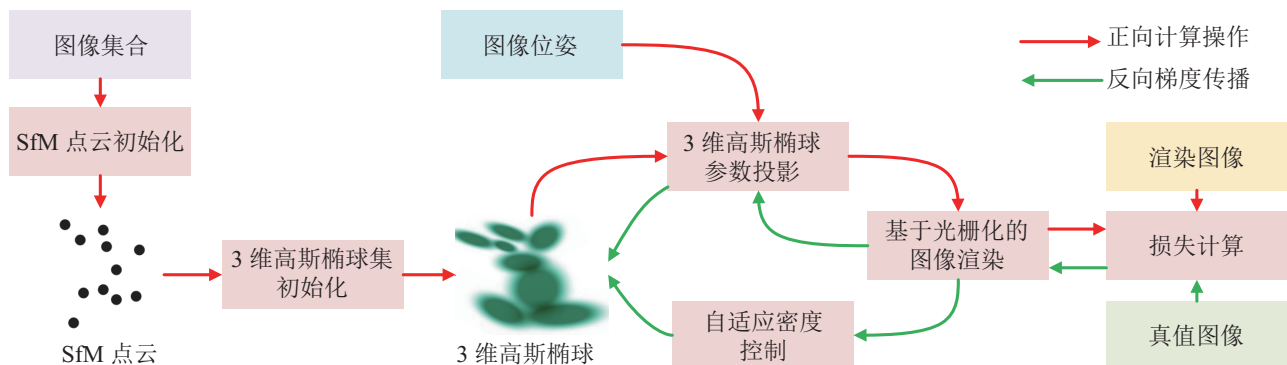 图像集合
图像位姿
正向计算操作
反向梯度传播
SfM 点云初始化
3 维高斯椭球
参数投影
渲染图像
3 维高斯椭球集
初始化
基于光栅化的
图像渲染
损失计算
自适应密度
控制
真值图像
SfM 点云
3 维高斯椭球